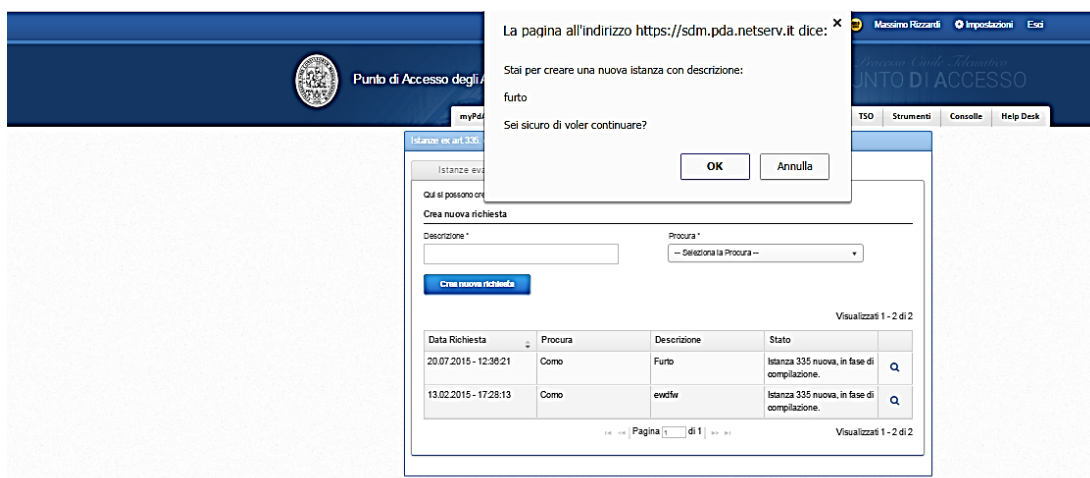 La pagina all'indirizzo https://sdm.pda.netserv.it dice:
Stai per creare una nuova istanza con descrizione:
furto
Sei sicuro di voler continuare?
OK Annulla
Massimo Rizzardi Impostazioni Esci
Punto di Accesso degli A
Processo Civile Telematico
UNTO DI ACCESSO
myPdA TSO Strumenti Consolle Help Desk
Istanze ex art.335,
Istanze eva
Qui si possono cre
Crea nuova richiesta
Descrizione * Procura *
-- Seleziona la Procura --
Crea nuova richiesta
Visualizzati 1 - 2 di 2
Data Richiesta Procura Descrizione Stato
20.07.2015 - 12:36:21 Como Furto Istanza 335 nuova, in fase di
compilazione.
13.02.2015 - 17:28:13 Como ewdfw Istanza 335 nuova, in fase di
compilazione.
Pagina 1 di 1 Visualizzati 1 - 2 di 2